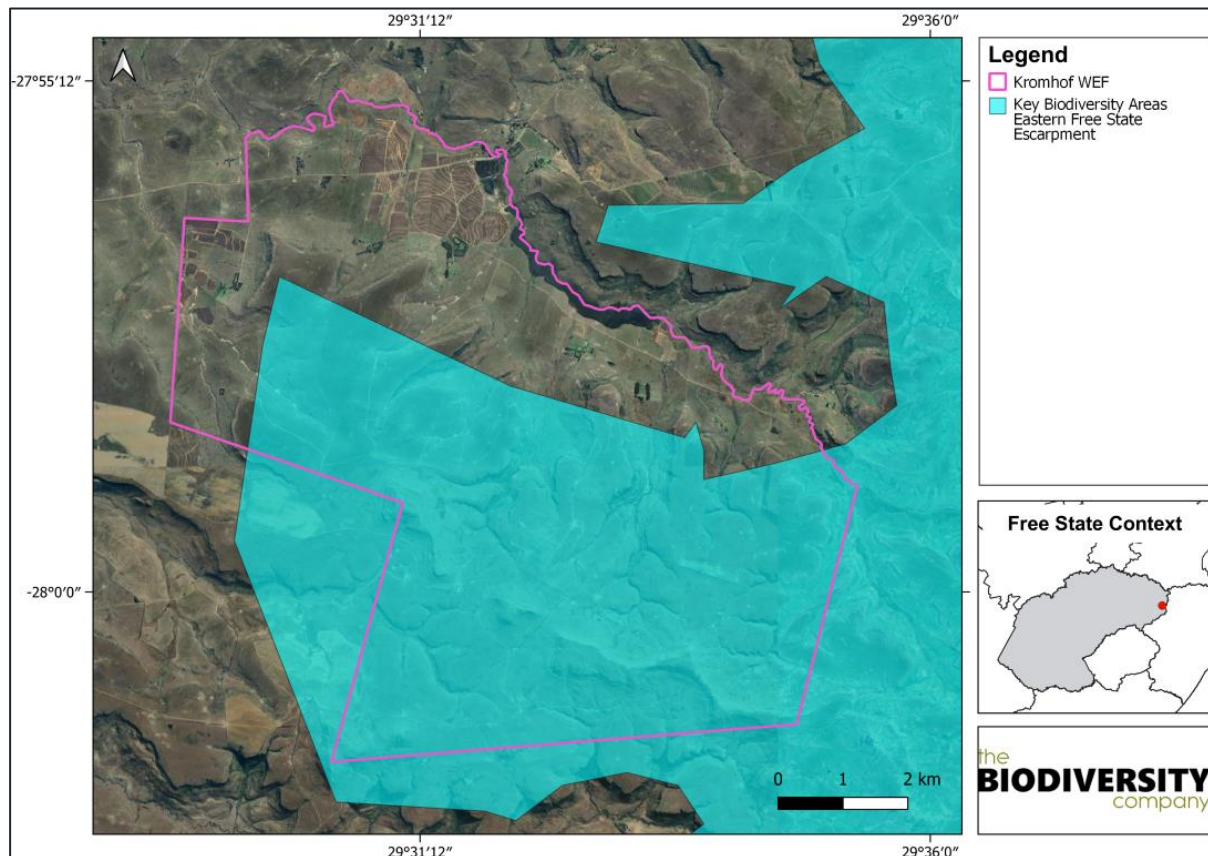 29°31'12"
29°36'0"
-27°55'12"
-28°0'0"
Legend
Kromhof WEF
Key Biodiversity Areas
Eastern Free State
Escarpment
Free State Context
0 1 2 km
the
BIODIVERSITY
company
29°31'12"
29°36'0"